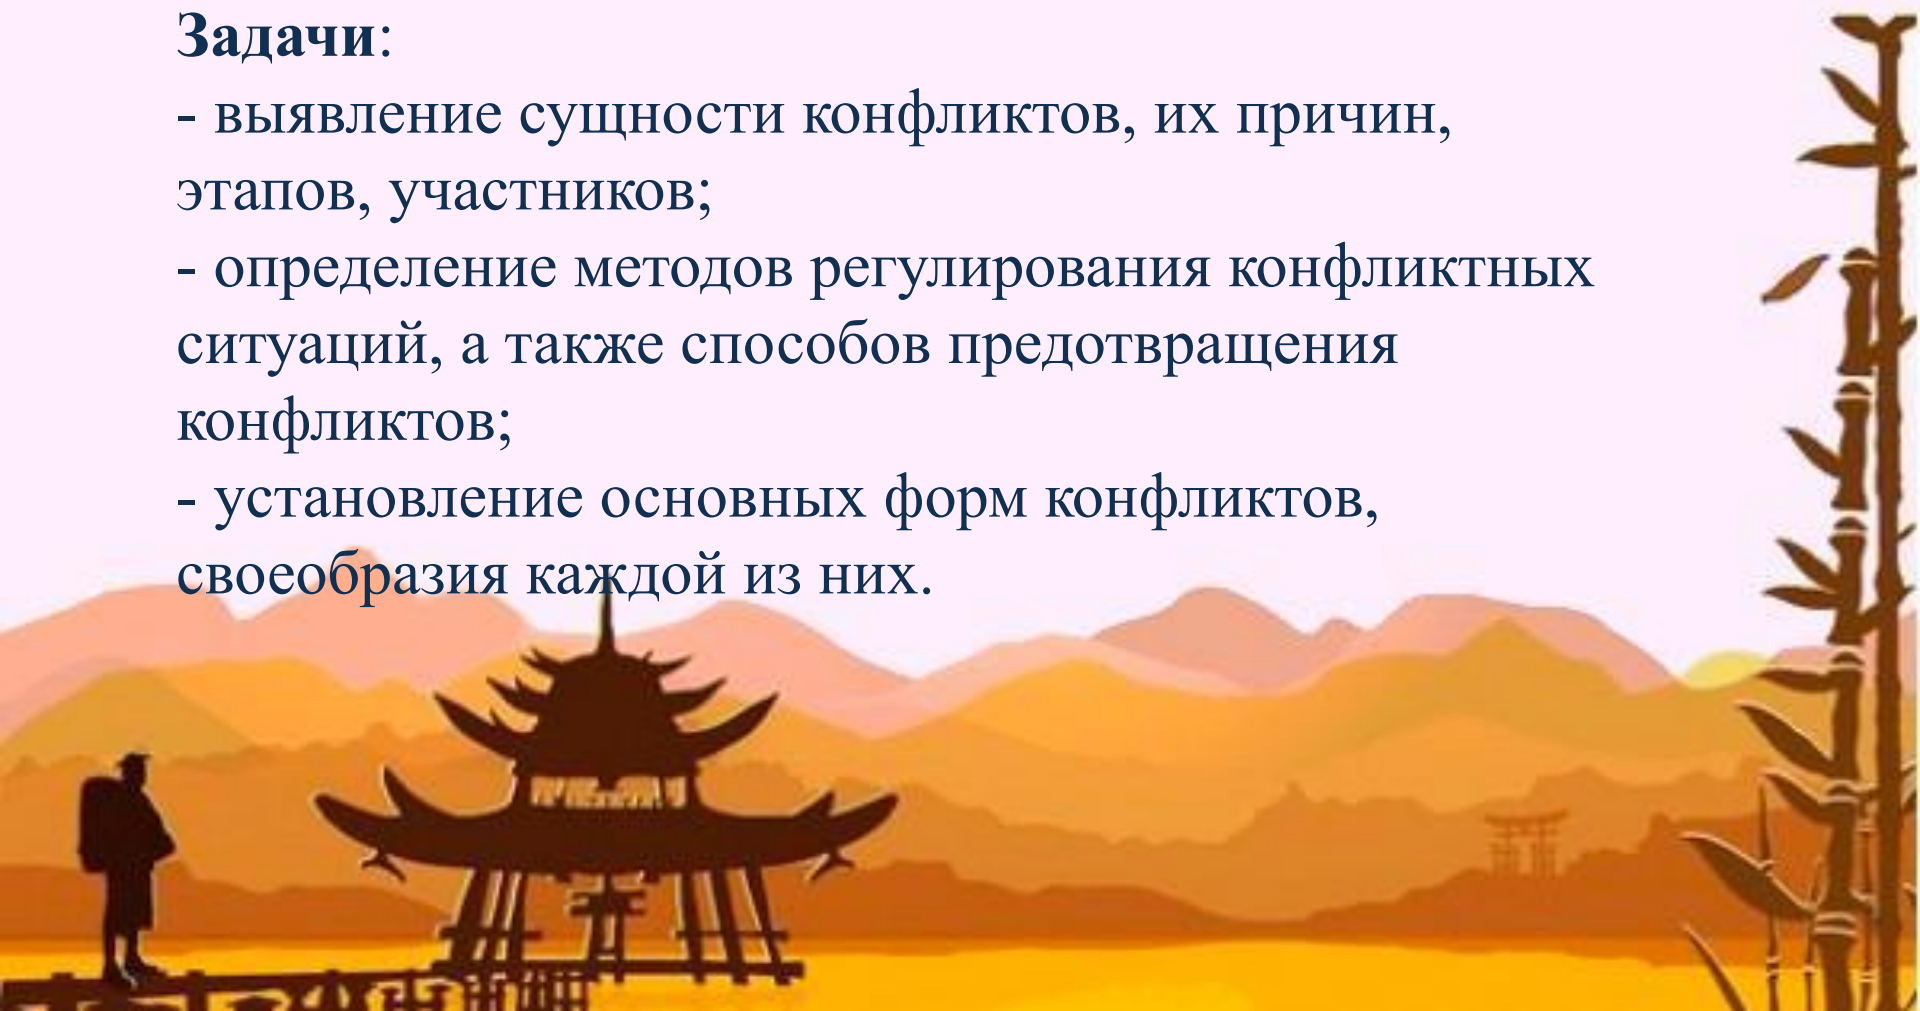 Задачи:
- выявление сущности конфликтов, их причин,
этапов, участников;
- определение методов регулирования конфликтных
ситуаций, а также способов предотвращения
конфликтов;
- установление основных форм конфликтов,
своеобразия каждой из них.